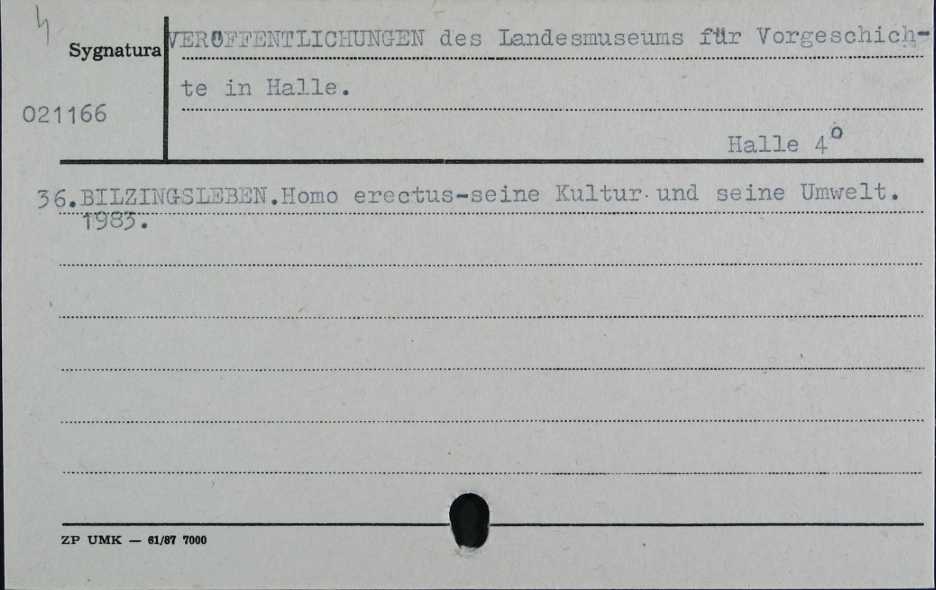 Sygnatura
VERÖFFENTLICHUNGEN des Landesmuseums für Vorgeschich-
te in Halle.
021166
Halle 4°
36.BILZINGSLEBEN.Homo erectus-seine Kultur und seine Umwelt.
1983.
ZP UMK — 61/87 7000